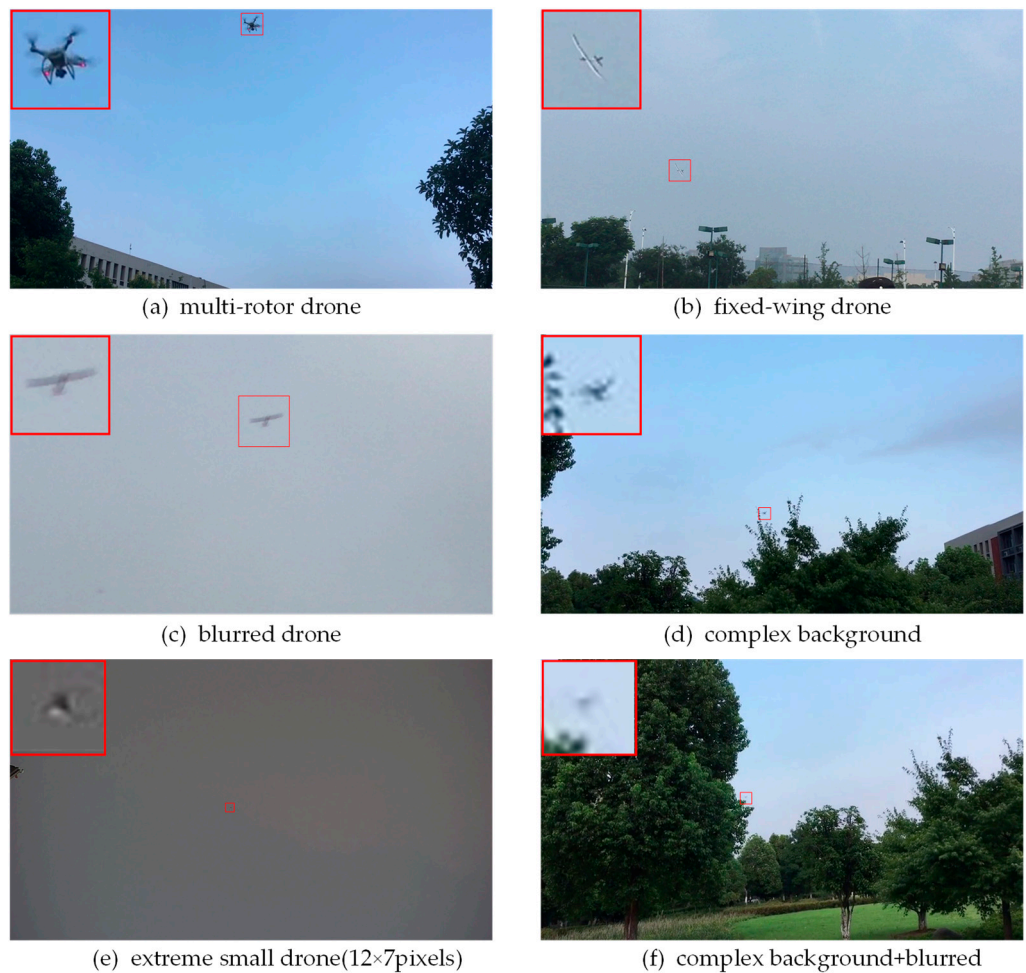 (a) multi-rotor drone
(b) fixed-wing drone
(c) blurred drone
(d) complex background
(e) extreme small drone(12×7pixels)
(f) complex background+blurred